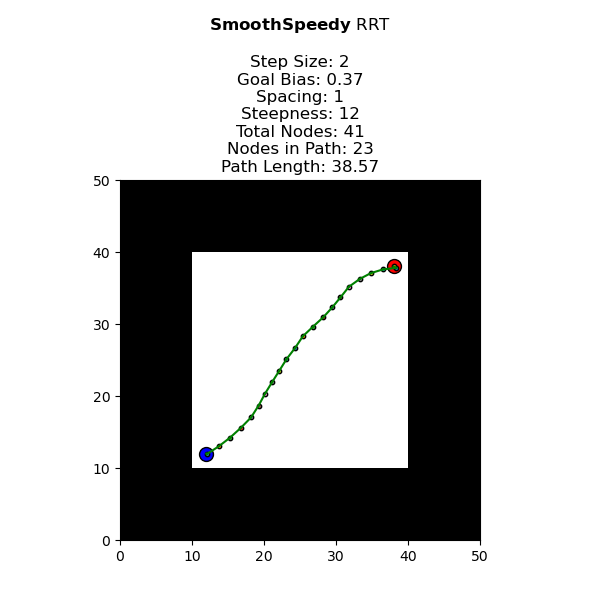 SmoothSpeedy RRT
Step Size: 2
Goal Bias: 0.37
Spacing: 1
Steepness: 12
Total Nodes: 41
Nodes in Path: 23
Path Length: 38.57
50
40
30
20
10
0
0 10 20 30 40 50